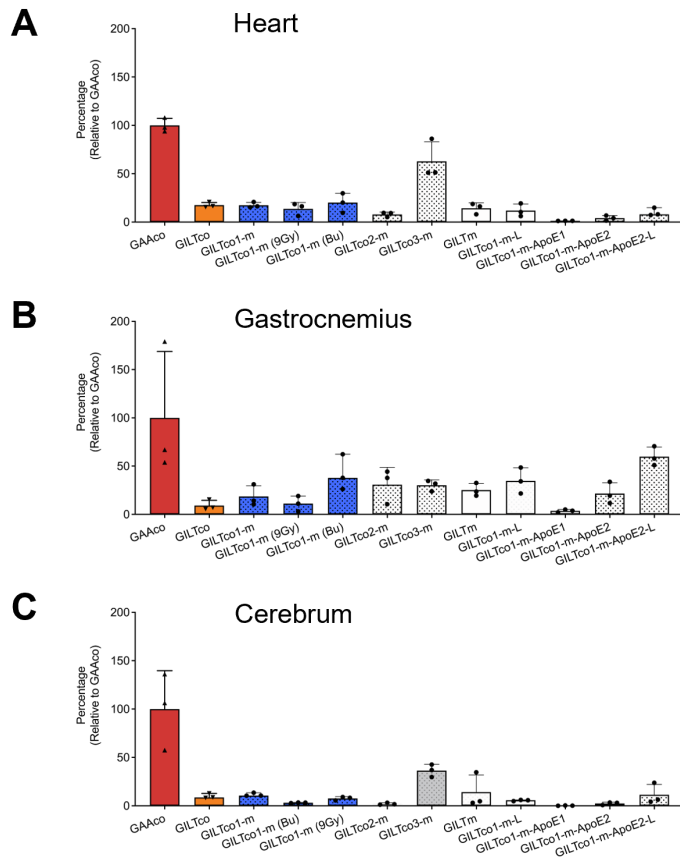 A
Heart
Percentage
(Relative to GAAco)
200
150
100
50
0
GAAco
GILTco
GILTco1-m
GILTco1-m (9Gy)
GILTco1-m (Bu)
GILTco2-m
GILTco3-m
GILTm
GILTco1-m-L
GILTco1-m-ApoE1
GILTco1-m-ApoE2
GILTco1-m-ApoE2-L
B
Gastrocnemius
Percentage
(Relative to GAAco)
200
150
100
50
0
GAAco
GILTco
GILTco1-m
GILTco1-m (9Gy)
GILTco1-m (Bu)
GILTco2-m
GILTco3-m
GILTm
GILTco1-m-L
GILTco1-m-ApoE1
GILTco1-m-ApoE2
GILTco1-m-ApoE2-L
C
Cerebrum
Percentage
(Relative to GAAco)
200
150
100
50
0
GAAco
GILTco
GILTco1-m
GILTco1-m (Bu)
GILTco1-m (9Gy)
GILTco2-m
GILTco3-m
GILTm
GILTco1-m-L
GILTco1-m-ApoE1
GILTco1-m-ApoE2
GILTco1-m-ApoE2-L